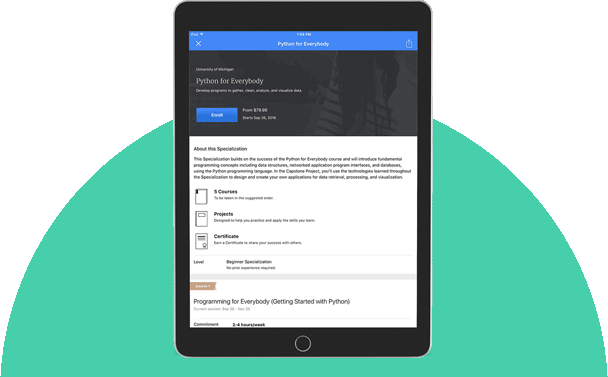 iPad
1:54 PM
Python for Everybody
University of Michigan
Python for Everybody
Develop programs to gather, clean, analyze, and visualize data.
Enroll
From $79.99
Starts Sep 26, 2016
About this Specialization
This Specialization builds on the success of the Python for Everybody course and will introduce fundamental
programming concepts including data structures, networked application program interfaces, and databases,
using the Python programming language. In the Capstone Project, you'll use the technologies learned throughout
the Specialization to design and create your own applications for data retrieval, processing, and visualization.
5 Courses
To be taken in the suggested order.
Projects
Designed to help you practice and apply the skills you learn.
Certificate
Earn a Certificate to share your success with others.
Level
Beginner Specialization
No prior experience required.
Course 1
Programming for Everybody (Getting Started with Python)
Current session: Sep 26 - Nov
Commitment
2-4 hours/week